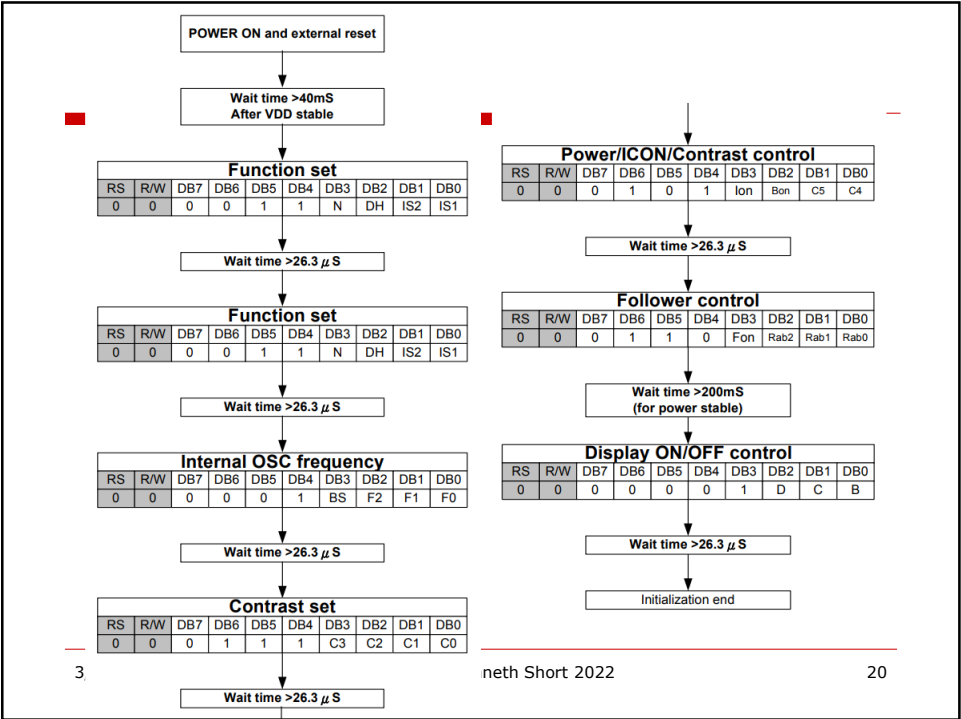 POWER ON and external reset
Wait time >40mS
After VDD stable
Function set
RS R/W DB7 DB6 DB5 DB4 DB3 DB2 DB1 DB0
0 0 0 0 1 1 N DH IS2 IS1
Wait time >26.3 μS
Function set
RS R/W DB7 DB6 DB5 DB4 DB3 DB2 DB1 DB0
0 0 0 0 1 1 N DH IS2 IS1
Wait time >26.3 μS
Internal OSC frequency
RS R/W DB7 DB6 DB5 DB4 DB3 DB2 DB1 DB0
0 0 0 0 0 1 BS F2 F1 F0
Wait time >26.3 μS
Contrast set
RS R/W DB7 DB6 DB5 DB4 DB3 DB2 DB1 DB0
0 0 0 1 1 1 C3 C2 C1 C0
Wait time >26.3 μS
Power/ICON/Contrast control
RS R/W DB7 DB6 DB5 DB4 DB3 DB2 DB1 DB0
0 0 0 1 0 1 Ion Bon C5 C4
Wait time >26.3 μS
Follower control
RS R/W DB7 DB6 DB5 DB4 DB3 DB2 DB1 DB0
0 0 0 1 1 0 Fon Rab2 Rab1 Rab0
Wait time >200mS
(for power stable)
Display ON/OFF control
RS R/W DB7 DB6 DB5 DB4 DB3 DB2 DB1 DB0
0 0 0 0 0 0 1 D C B
Wait time >26.3 μS
Initialization end
3 neth Short 2022 20